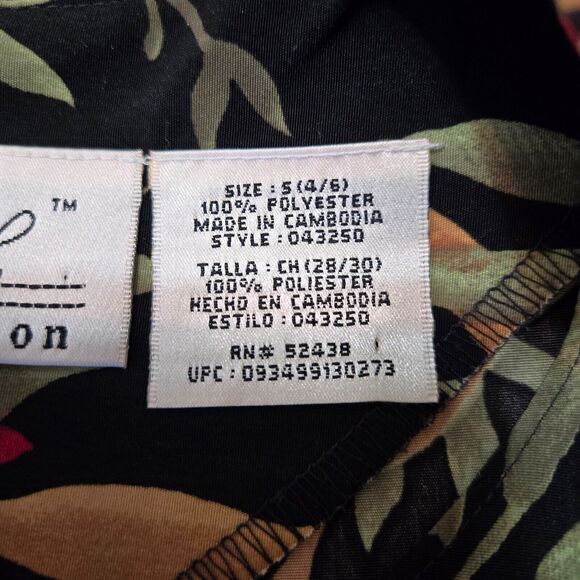 ™
on
SIZE : S (4/6)
100% POLYESTER
MADE IN CAMBODIA
STYLE : 043250
TALLA : CH (28/30)
100% POLIESTER
HECHO EN CAMBODIA
ESTILO : 043250
RN# 52438
UPC : 093499130273